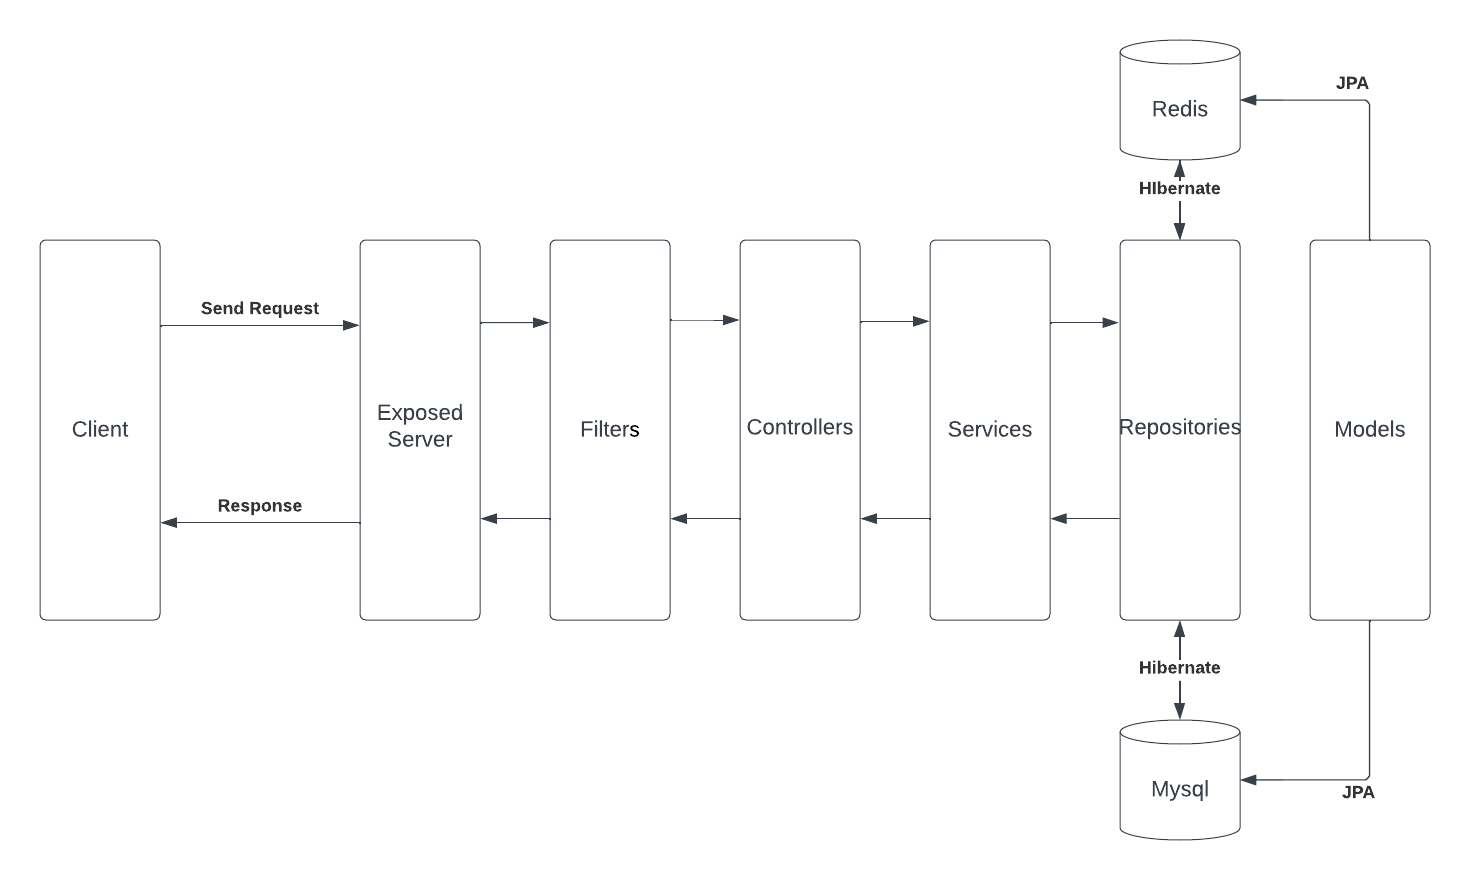 JPA
Redis
HIbernate
Send Request
Exposed
Server
Client
Filters
Controllers
Services
Repositories
Models
Response
Hibernate
Mysql
JPA